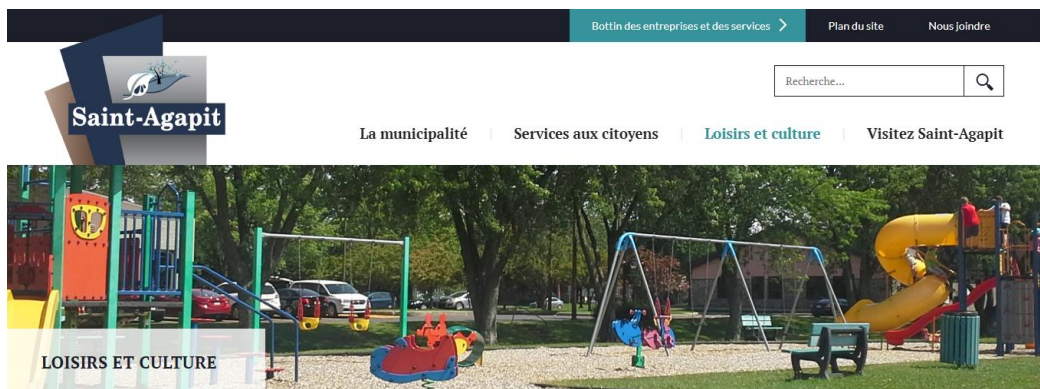 Bottin des entreprises et des services
Plan du site
Nous joindre
Saint-Agapit
Recherche...
La municipalité
Services aux citoyens
Loisirs et culture
Visitez Saint-Agapit
LOISIRS ET CULTURE